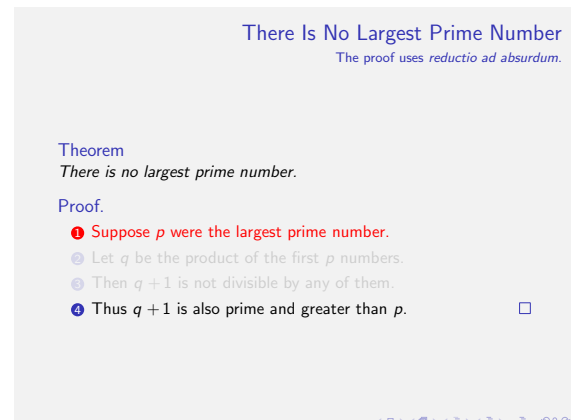 There Is No Largest Prime Number
The proof uses reductio ad absurdum.
Theorem
There is no largest prime number.
Proof.
1 Suppose p were the largest prime number.
2 Let q be the product of the first p numbers.
3 Then q + 1 is not divisible by any of them.
4 Thus q + 1 is also prime and greater than p. □